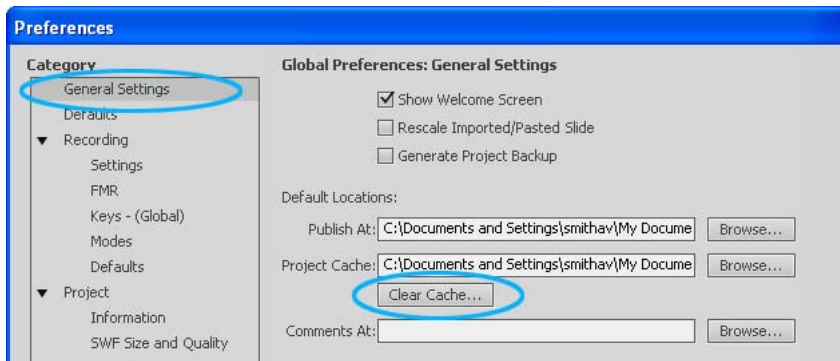 Preferences
Category
General Settings
Defaults
Recording
Settings
FMR
Keys - (Global)
Modes
Defaults
Project
Information
SWF Size and Quality
Global Preferences: General Settings
Show Welcome Screen
Rescale Imported/Pasted Slide
Generate Project Backup
Default Locations:
Publish At: C:\Documents and Settings\smithav\My Docume Browse...
Project Cache: C:\Documents and Settings\smithav\My Docume Browse...
Clear Cache...
Comments At: Browse...